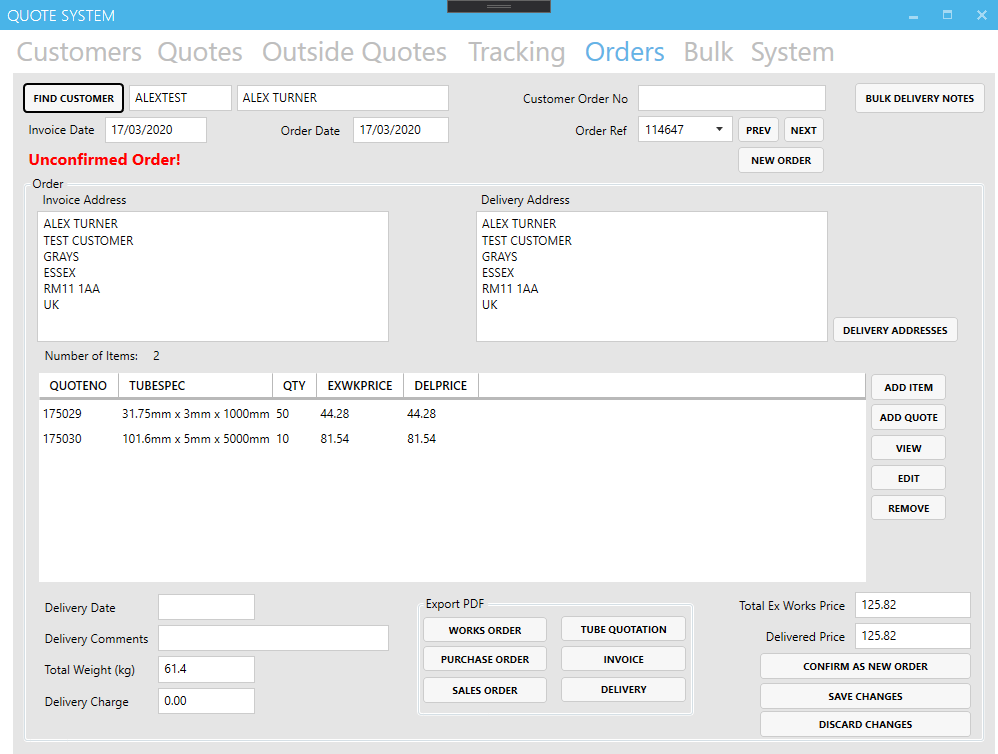 QUOTE SYSTEM
Customers Quotes Outside Quotes Tracking Orders Bulk System
FIND CUSTOMER ALEXTEST ALEX TURNER Customer Order No BULK DELIVERY NOTES
Invoice Date 17/03/2020 Order Date 17/03/2020 Order Ref 114647 PREV NEXT
Unconfirmed Order! NEW ORDER
Order
Invoice Address Delivery Address
ALEX TURNER ALEX TURNER
TEST CUSTOMER TEST CUSTOMER
GRAYS GRAYS
ESSEX ESSEX
RM11 1AA RM11 1AA
UK UK
DELIVERY ADDRESSES
Number of Items: 2
QUOTENO TUBESPEC QTY EXWKPRICE DELPRICE ADD ITEM
175029 31.75mm x 3mm x 1000mm 50 44.28 44.28 ADD QUOTE
175030 101.6mm x 5mm x 5000mm 10 81.54 81.54 VIEW
EDIT
REMOVE
Delivery Date Export PDF Total Ex Works Price 125.82
Delivery Comments WORKS ORDER TUBE QUOTATION Delivered Price 125.82
Total Weight (kg) 61.4 PURCHASE ORDER INVOICE CONFIRM AS NEW ORDER
Delivery Charge 0.00 SALES ORDER DELIVERY SAVE CHANGES
DISCARD CHANGES